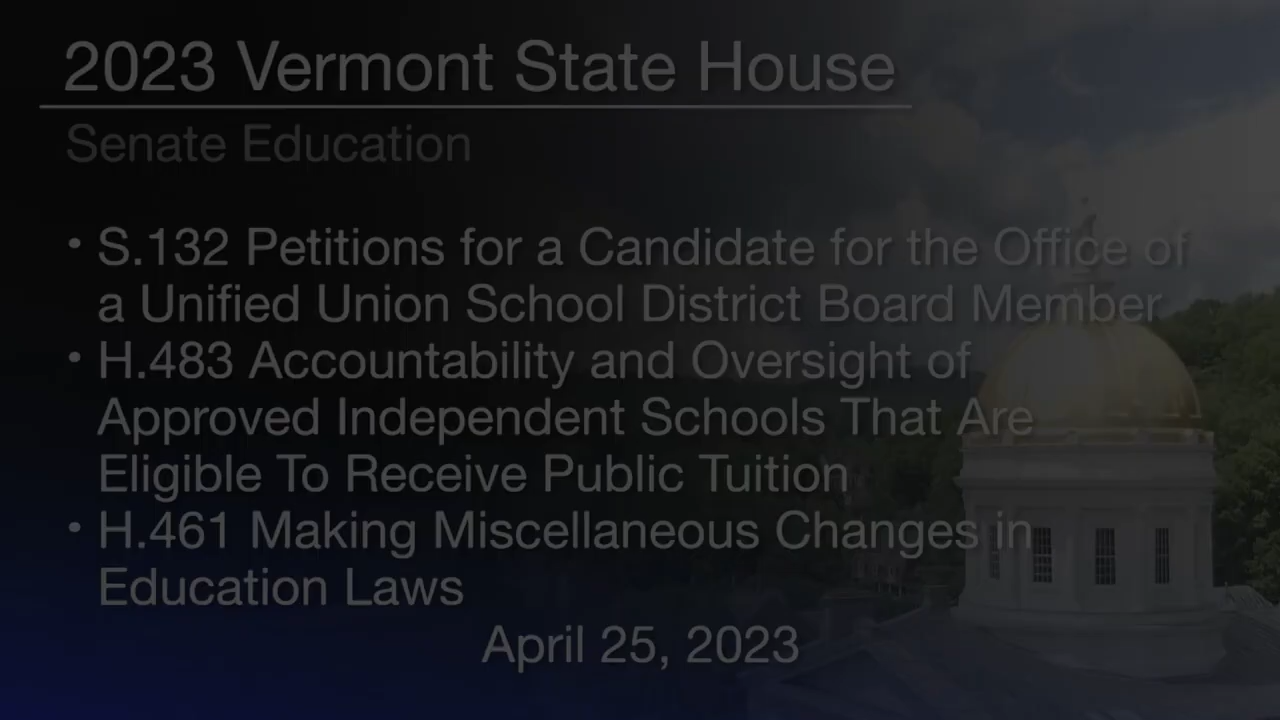 2023 Vermont State House
Senate Education
• S.132 Petitions for a Candidate for the Office of
a Unified Union School District Board Member
• H.483 Accountability and Oversight of
Approved Independent Schools That Are
Eligible To Receive Public Tuition
• H.461 Making Miscellaneous Changes in
Education Laws
April 25, 2023